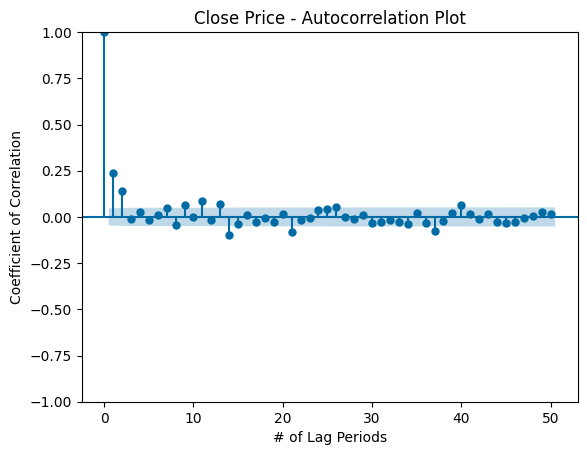 Close Price - Autocorrelation Plot
1.00
0.75
0.50
0.25
0.00
−0.25
−0.50
−0.75
−1.00
Coefficient of Correlation
0 10 20 30 40 50
# of Lag Periods